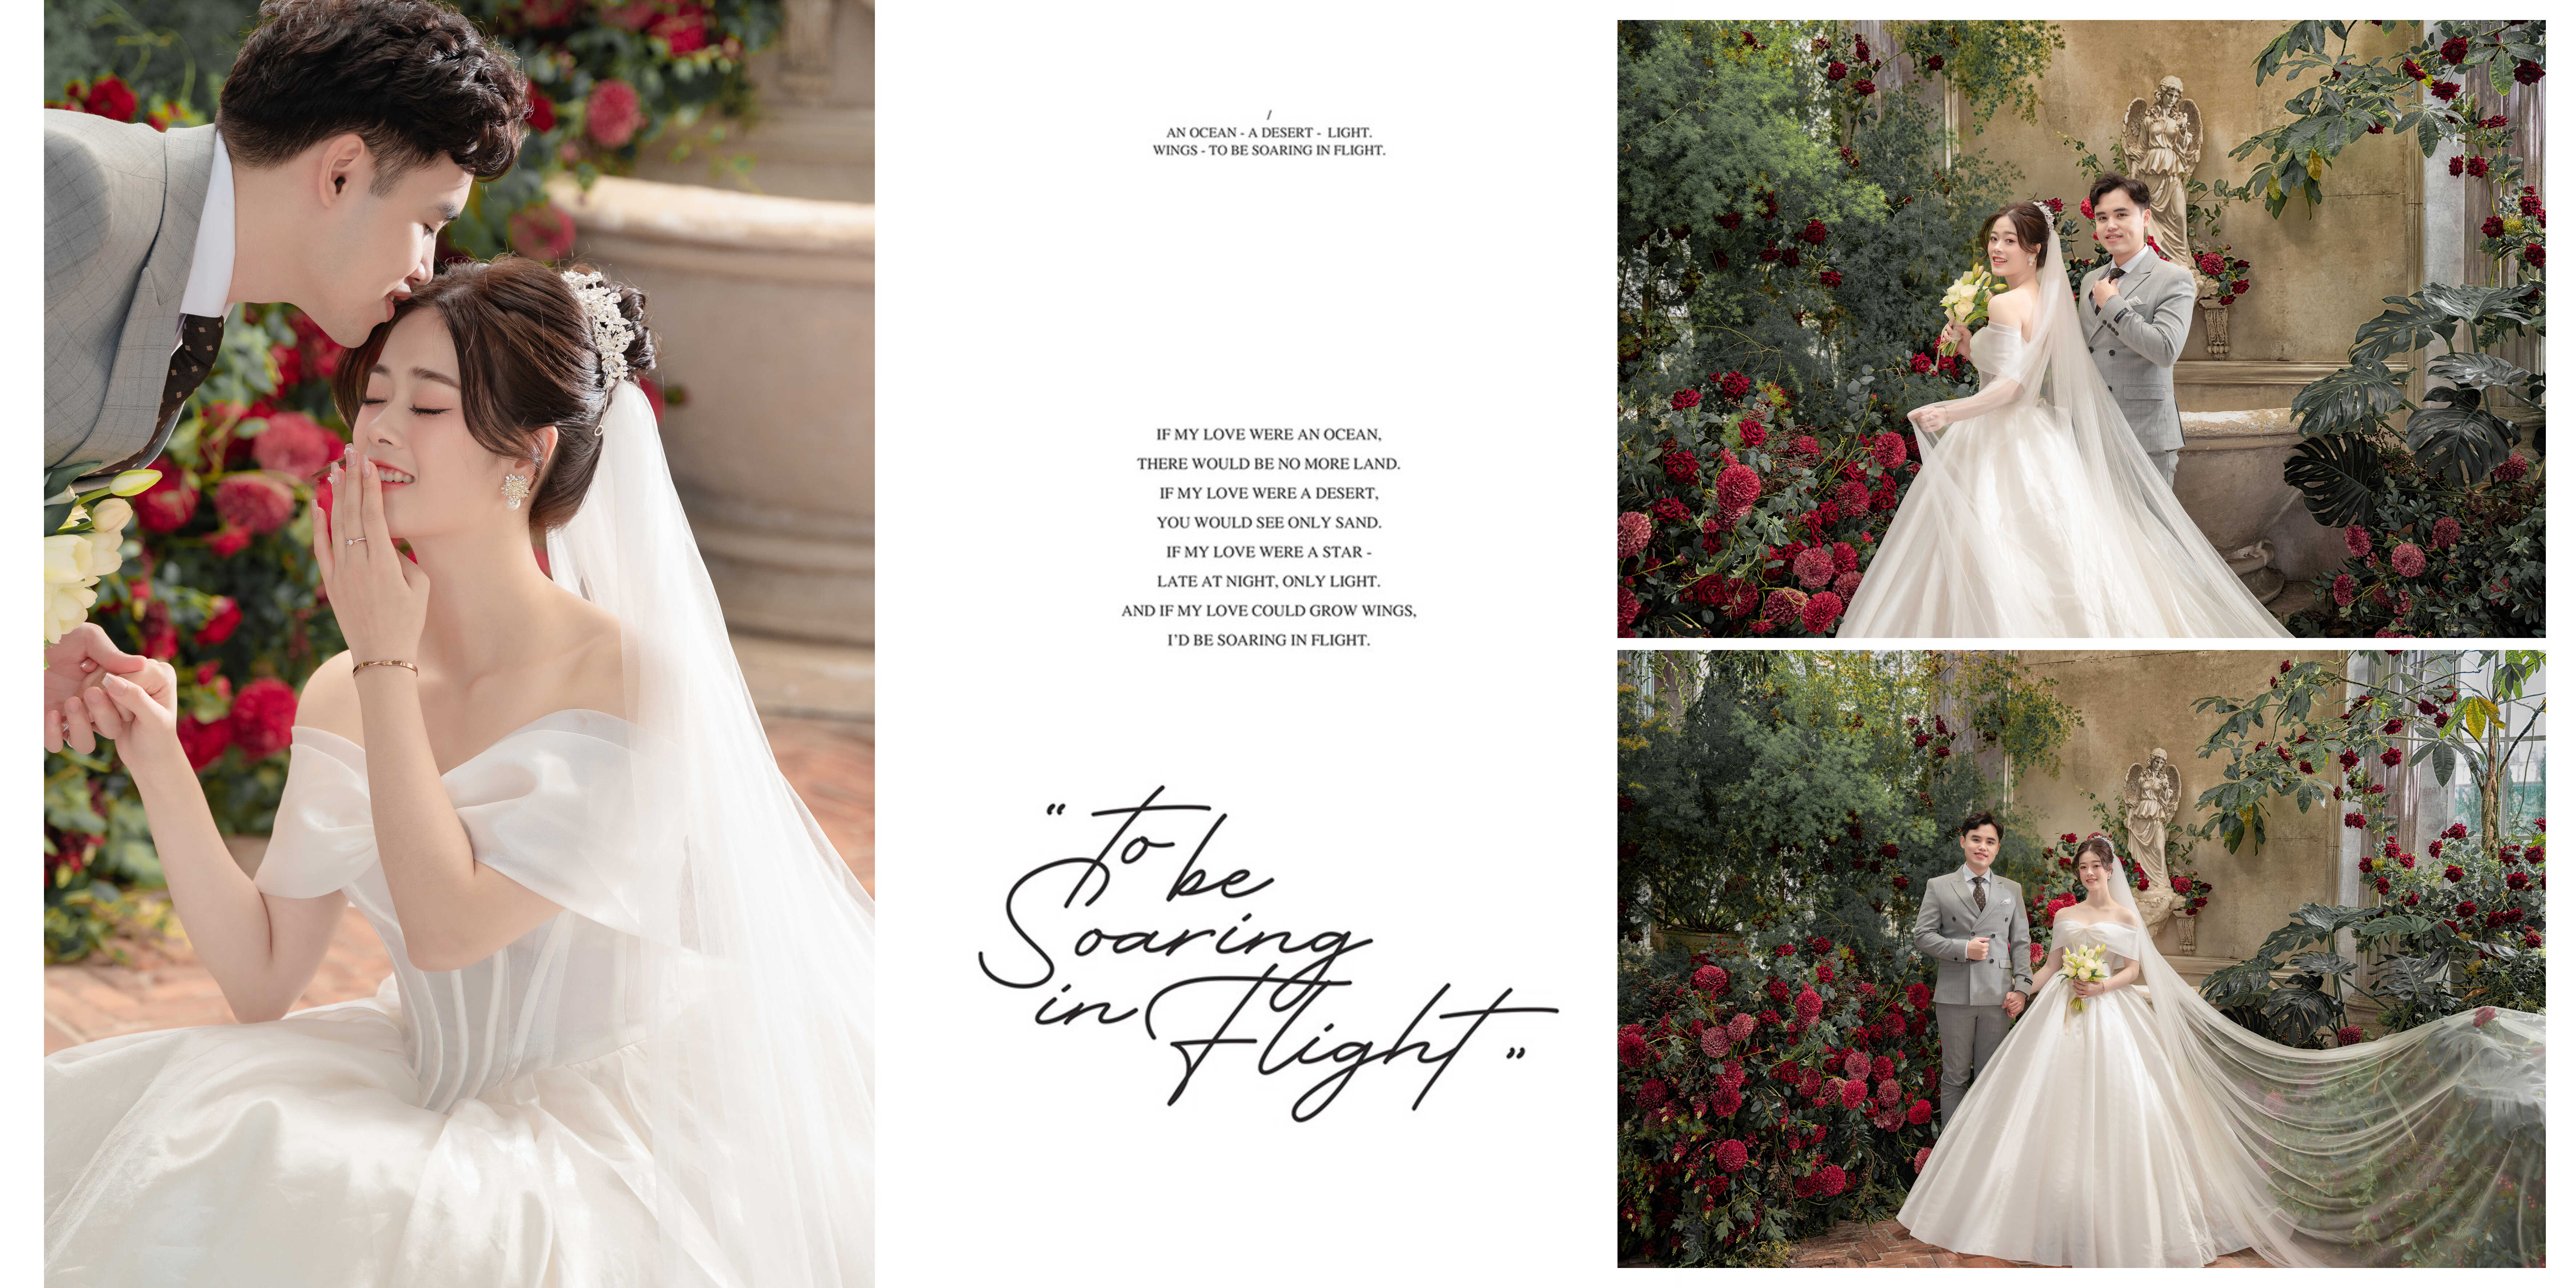 /
AN OCEAN - A DESERT - LIGHT.
WINGS - TO BE SOARING IN FLIGHT.
IF MY LOVE WERE AN OCEAN,
THERE WOULD BE NO MORE LAND.
IF MY LOVE WERE A DESERT,
YOU WOULD SEE ONLY SAND.
IF MY LOVE WERE A STAR -
LATE AT NIGHT, ONLY LIGHT.
AND IF MY LOVE COULD GROW WINGS,
I'D BE SOARING IN FLIGHT.
“ To be
Soaring
in Flight ”